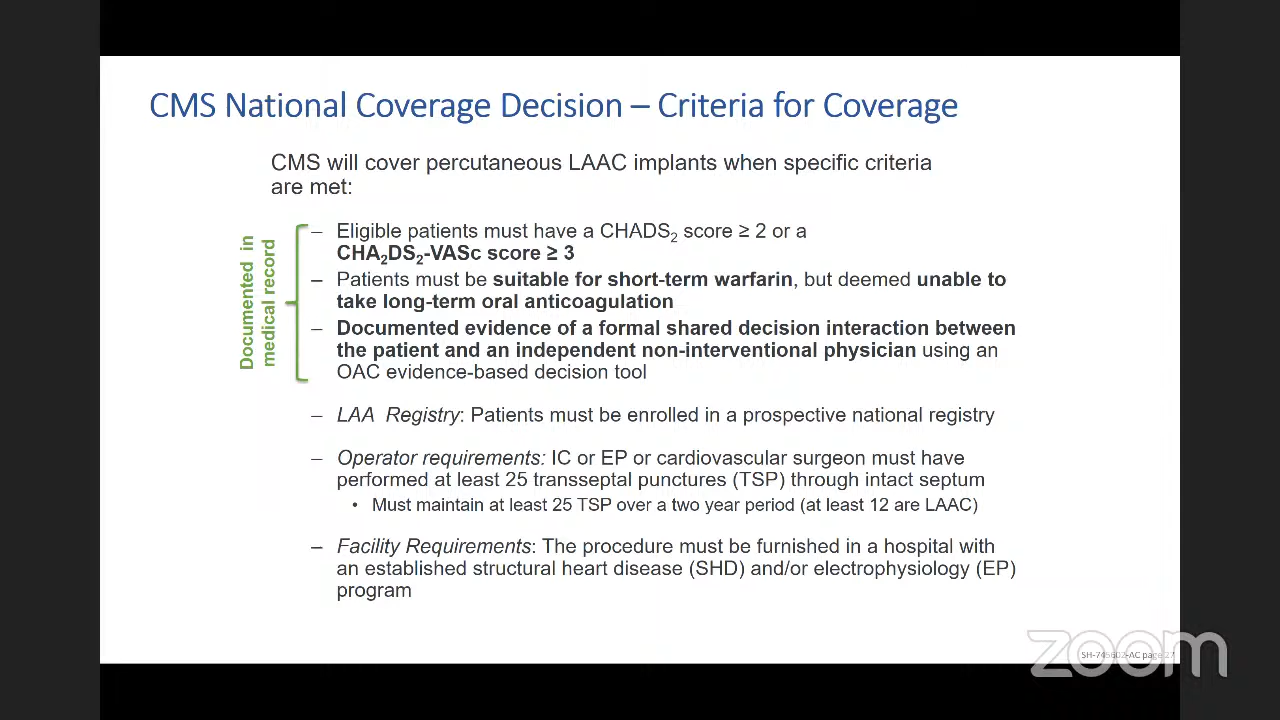 CMS National Coverage Decision – Criteria for Coverage
CMS will cover percutaneous LAAC implants when specific criteria
are met:
Documented in
medical record
– Eligible patients must have a CHADS₂ score ≥ 2 or a
CHA₂DS₂-VASc score ≥ 3
– Patients must be suitable for short-term warfarin, but deemed unable to
take long-term oral anticoagulation
– Documented evidence of a formal shared decision interaction between
the patient and an independent non-interventional physician using an
OAC evidence-based decision tool
– LAA Registry: Patients must be enrolled in a prospective national registry
– Operator requirements: IC or EP or cardiovascular surgeon must have
performed at least 25 transseptal punctures (TSP) through intact septum
• Must maintain at least 25 TSP over a two year period (at least 12 are LAAC)
– Facility Requirements: The procedure must be furnished in a hospital with
an established structural heart disease (SHD) and/or electrophysiology (EP)
program
zoom
SH-745602-AC page 27